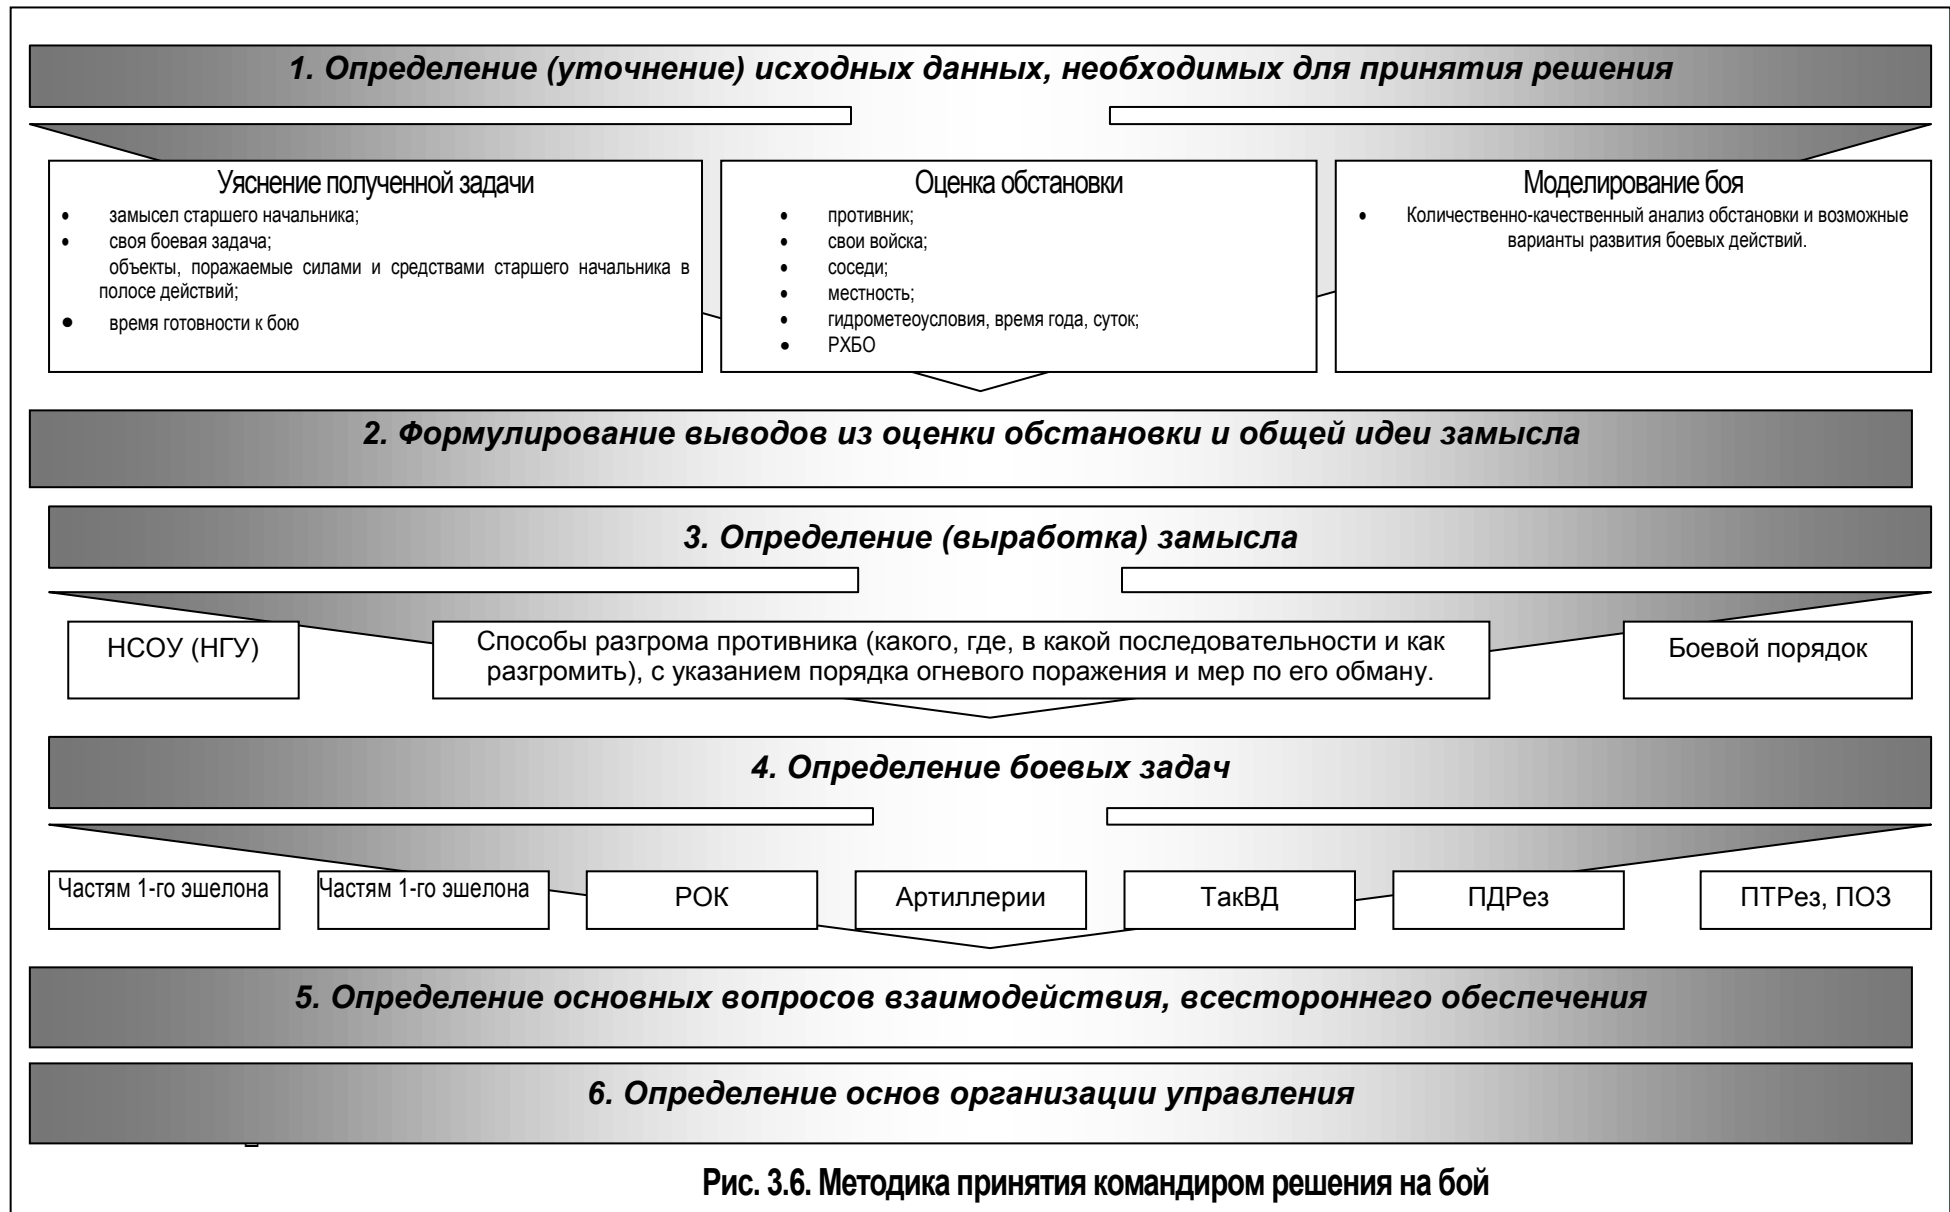 1. Определение (уточнение) исходных данных, необходимых для принятия решения
Уяснение полученной задачи
• замысел старшего начальника;
• своя боевая задача;
объекты, поражаемые силами и средствами старшего начальника в
полосе действий;
• время готовности к бою
Оценка обстановки
• противник;
• свои войска;
• соседи;
• местность;
• гидрометеоусловия, время года, суток;
• РХБО
Моделирование боя
• Количественно-качественный анализ обстановки и возможные
варианты развития боевых действий.
2. Формулирование выводов из оценки обстановки и общей идеи замысла
3. Определение (выработка) замысла
НСОУ (НГУ)
Способы разгрома противника (какого, где, в какой последовательности и как
разгромить), с указанием порядка огневого поражения и мер по его обману.
Боевой порядок
4. Определение боевых задач
Частям 1-го эшелона
Частям 1-го эшелона
РОК
Артиллерии
ТакВД
ПДРез
ПТРез, ПОЗ
5. Определение основных вопросов взаимодействия, всестороннего обеспечения
6. Определение основ организации управления
Рис. 3.6. Методика принятия командиром решения на бой